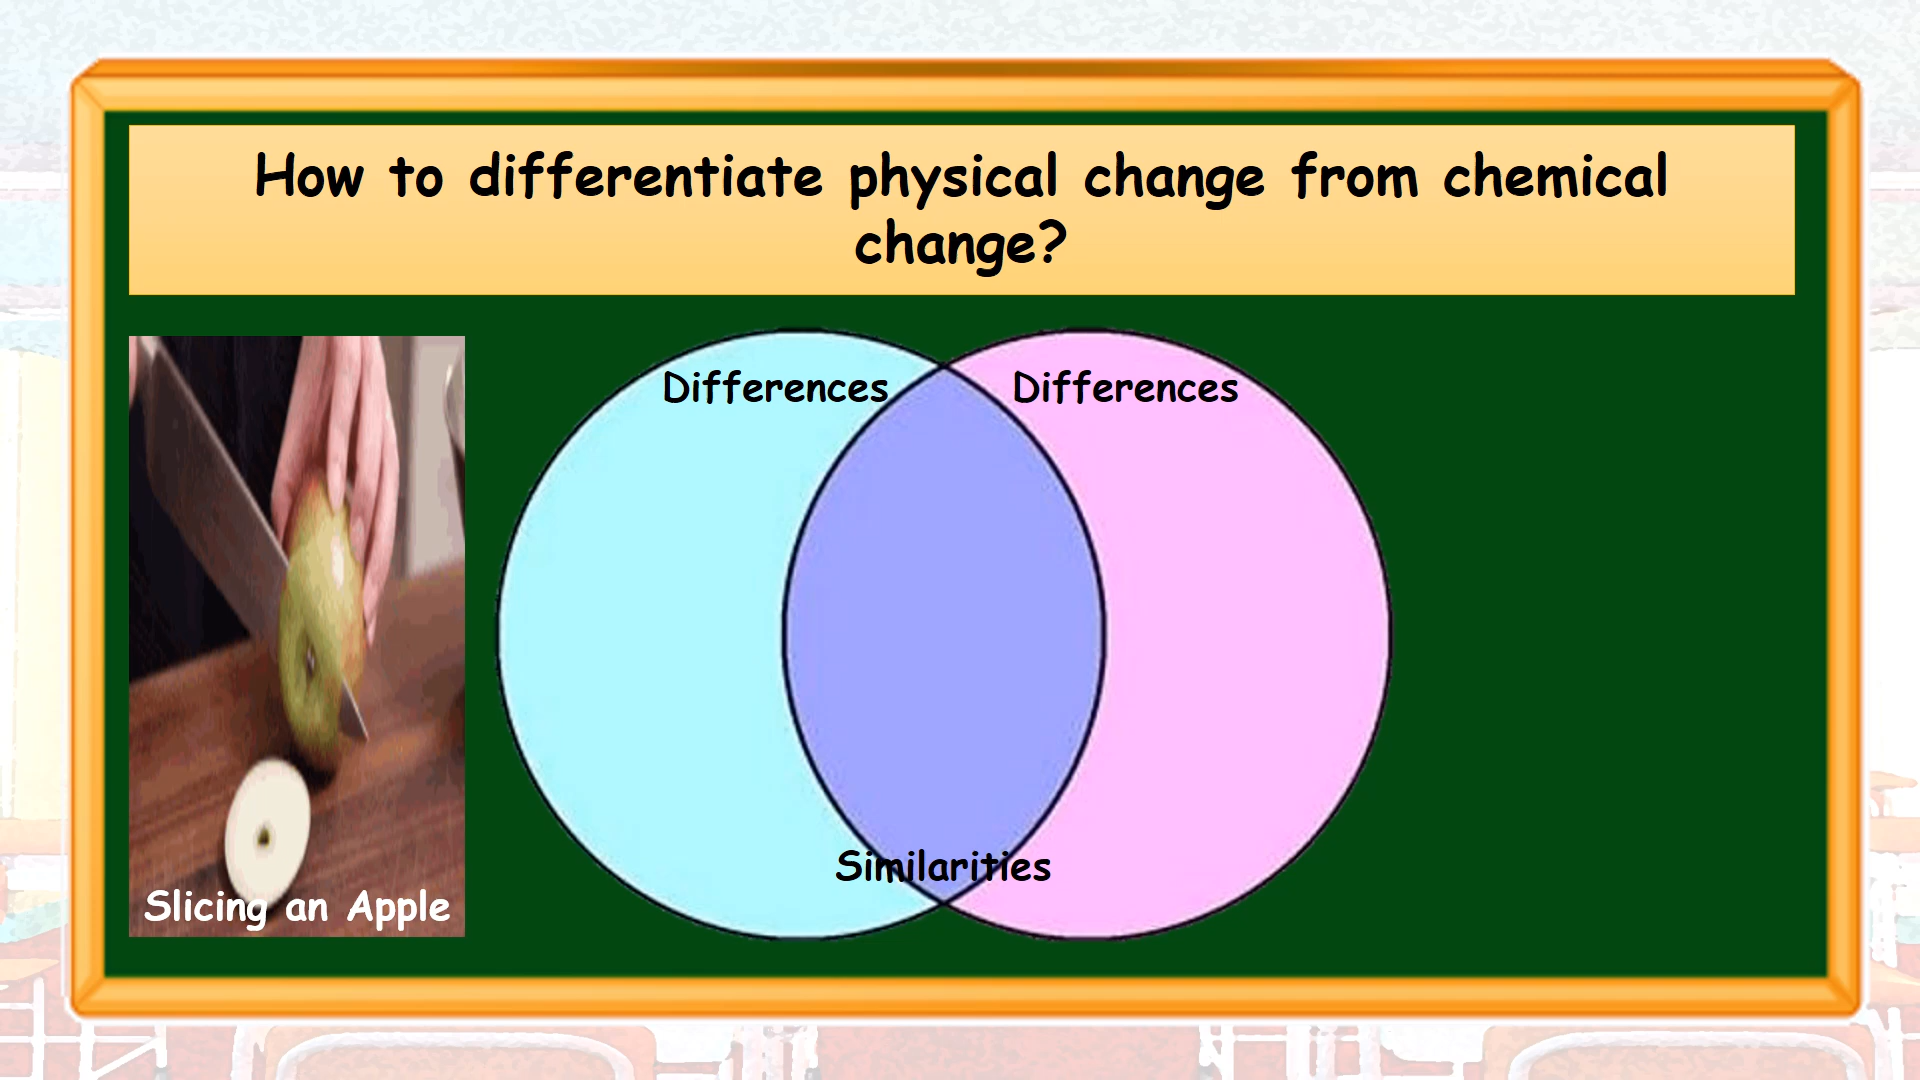 How to differentiate physical change from chemical
change?
Differences
Differences
Similarities
Slicing an Apple